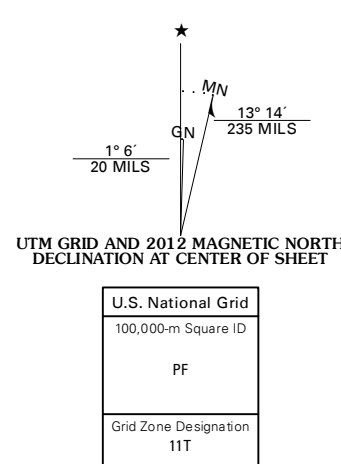 ★
MN
13° 14´
235 MILS
GN
1° 6´
20 MILS
UTM GRID AND 2012 MAGNETIC NORTH
DECLINATION AT CENTER OF SHEET
U.S. National Grid
100,000-m Square ID
PF
Grid Zone Designation
11T